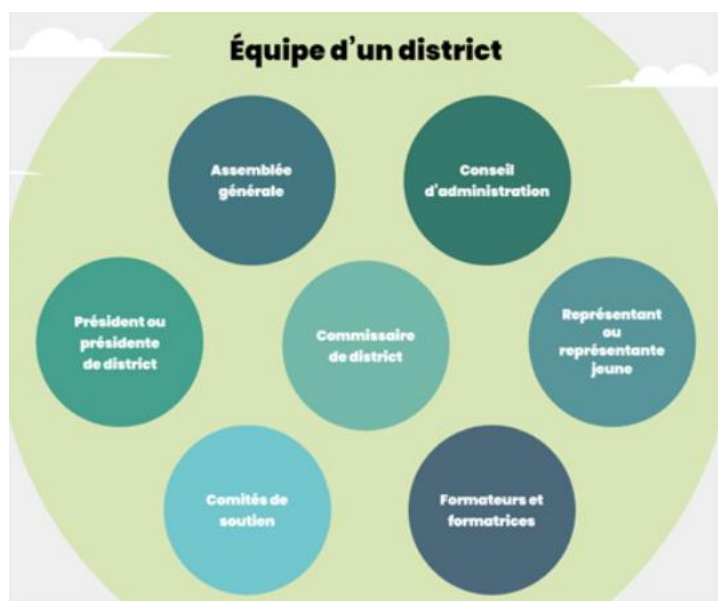 Équipe d'un district
Assemblée
générale
Conseil
d'administration
Président ou
présidente
de district
Commissaire
de district
Représentant
ou
représentante
jeune
Comités de
soutien
Formateurs et
formatrices